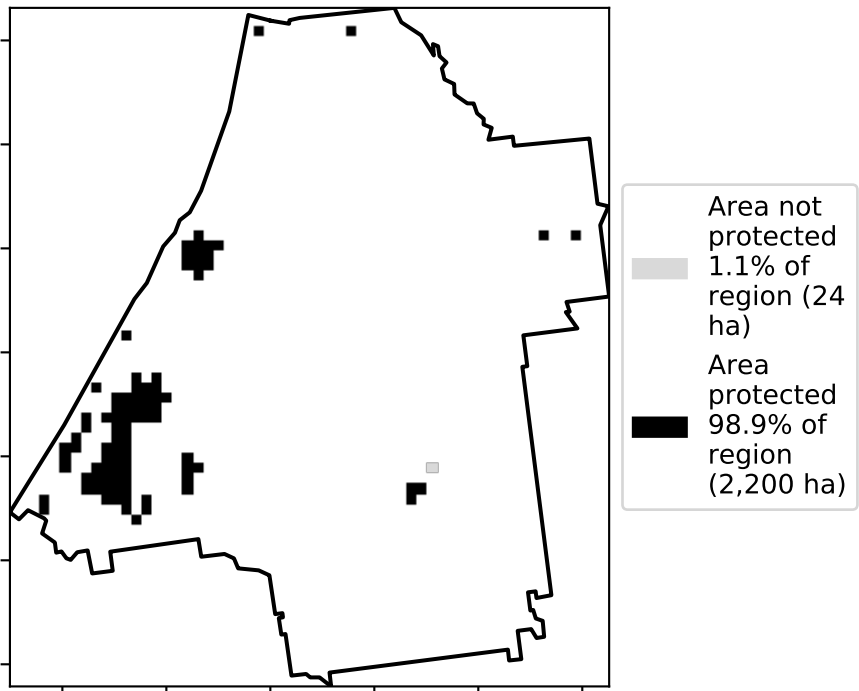 Area not
protected
1.1% of
region (24
ha)
Area
protected
98.9% of
region
(2,200 ha)